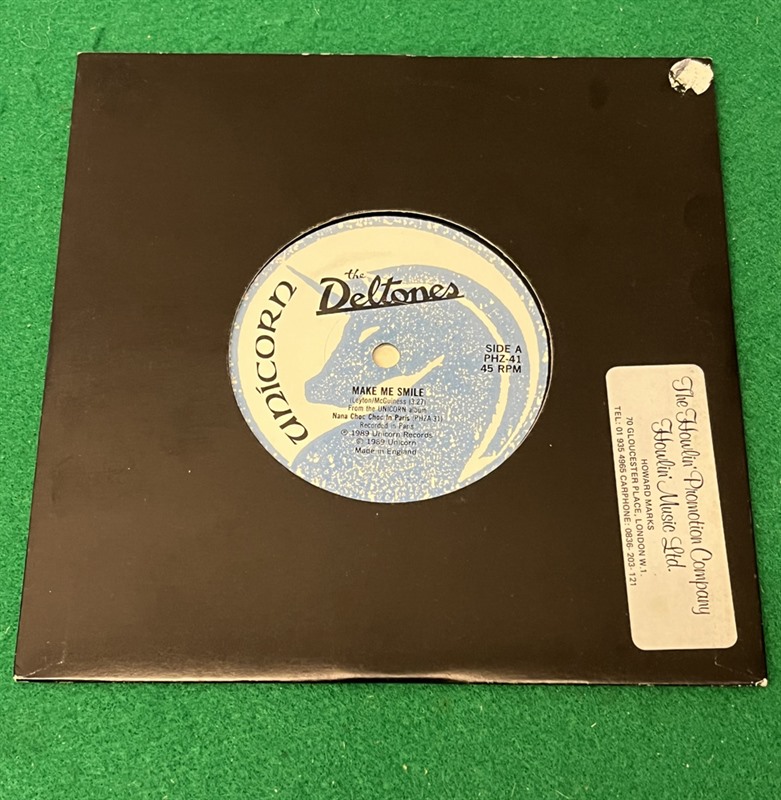 UNICORN
the
Deltones
SIDE A
PHZ-41
45 RPM
MAKE ME SMILE
(Leyton/McGuiness) (3:27)
From the UNICORN album
Nana Choc Choc In Paris (PHZA-31)
Recorded in Paris
℗ 1989 Unicorn Records
© 1989 Unicorn
Made in England
The Howlin' Promotion Company
Howlin' Music Ltd.
HOWARD MARKS
70 GLOUCESTER PLACE, LONDON W.1.
TEL: 01 935 4965 CARPHONE: 0836-203-121